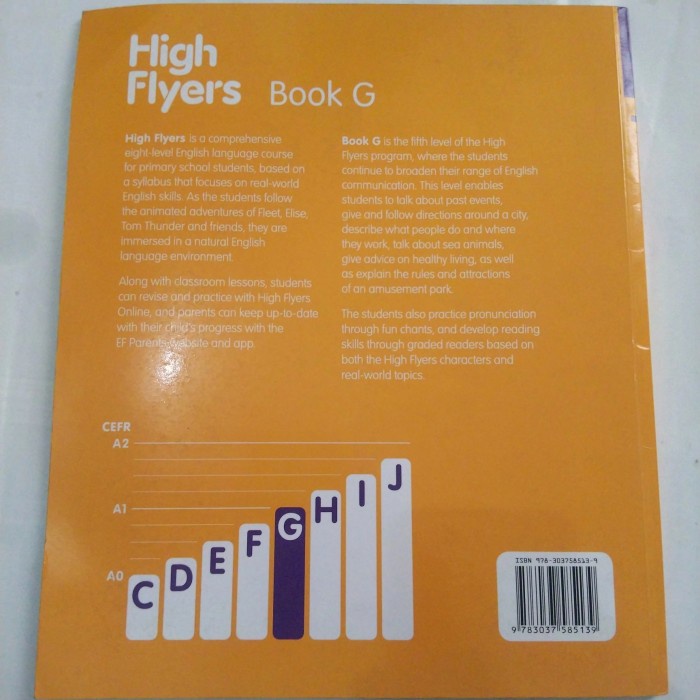 High
Flyers Book G
High Flyers is a comprehensive
eight-level English language course
for primary school students, based on
a syllabus that focuses on real-world
English skills. As the students follow
the animated adventures of Fleet, Elise,
Tom Thunder and friends, they are
immersed in a natural English
language environment.
Along with classroom lessons, students
can revise and practice with High Flyers
Online, and parents can keep up-to-date
with their child's progress with the
EF Parents website and app.
Book G is the fifth level of the High
Flyers program, where the students
continue to broaden their range of English
communication. This level enables
students to talk about past events,
give and follow directions around a city,
describe what people do and where
they work, talk about sea animals,
give advice on healthy living, as well
as explain the rules and attractions
of an amusement park.
The students also practice pronunciation
through fun chants, and develop reading
skills through graded readers based on
both the High Flyers characters and
real-world topics.
CEFR
A2
A1
A0
C D E F G H I J
ISBN 978-303758513-9
9 783037 585139